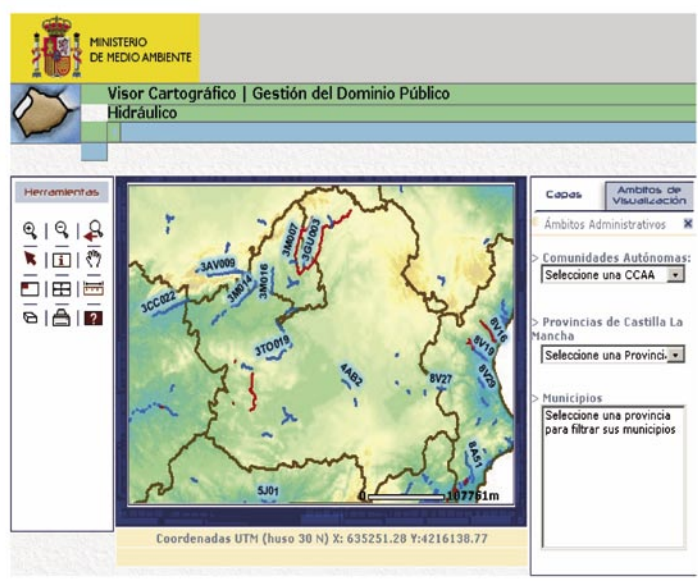 MINISTERIO
DE MEDIO AMBIENTE
Visor Cartográfico | Gestión del Dominio Público
Hidráulico
Herramientas
3M007
3GU003
3AV009
3M014
3M016
3CC022
3TO019
4AB2
8V16
8V19
8V27
8V29
8A51
5J01
0
107761m
Coordenadas UTM (huso 30 N) X: 635251.28 Y:4216138.77
Capas
Ambitos de
Visualización
Ámbitos Administrativos
> Comunidades Autónomas:
Seleccione una CCAA
> Provincias de Castilla La
Mancha
Seleccione una Provinci
> Municipios
Seleccione una provincia
para filtrar sus municipios